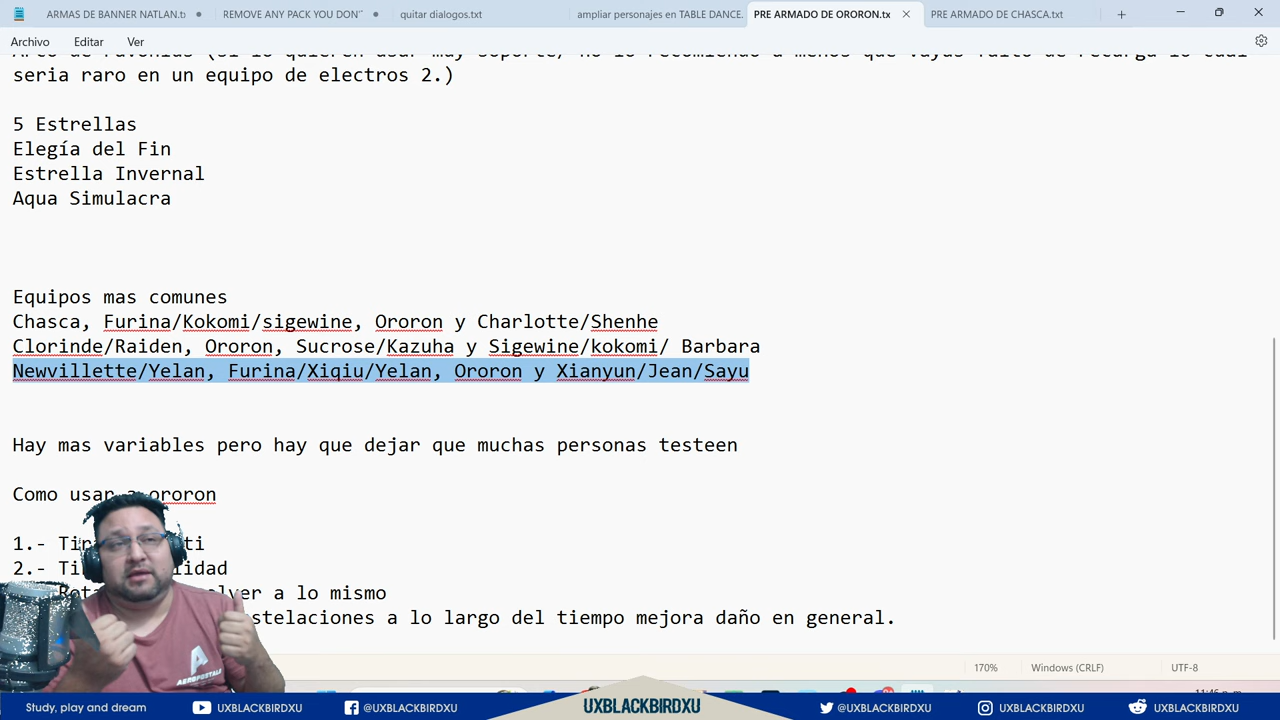 ARMAS DE BANNER NATLAN.tx
REMOVE ANY PACK YOU DON'
quitar dialogos.txt
ampliar personajes en TABLE DANCE.
PRE ARMADO DE ORORON.tx
PRE ARMADO DE CHASCA.txt
Archivo Editar Ver
seria raro en un equipo de electros 2.)
5 Estrellas
Elegía del Fin
Estrella Invernal
Aqua Simulacra
Equipos mas comunes
Chasca, Furina/Kokomi/sigewine, Ororon y Charlotte/Shenhe
Clorinde/Raiden, Ororon, Sucrose/Kazuha y Sigewine/kokomi/ Barbara
Newvillette/Yelan, Furina/Xiqiu/Yelan, Ororon y Xianyun/Jean/Sayu
Hay mas variables pero hay que dejar que muchas personas testeen
Como usar a ororon
1.-
2.-
a lo mismo
a lo largo del tiempo mejora daño en general.
170% Windows (CRLF) UTF-8
Study, play and dream UXBLACKBIRDXU @UXBLACKBIRDXU UXBLACKBIRDXU @UXBLACKBIRDXU UXBLACKBIRDXU UXBLACKBIRDXU